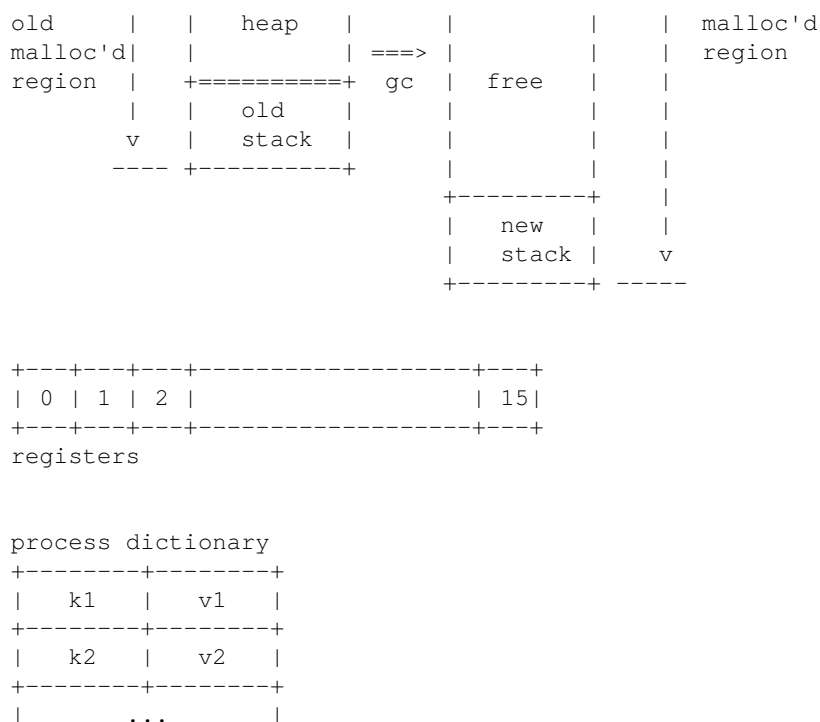 old      |  |   heap   |      |         |    |  malloc'd
malloc'd|   |          | ===> |         |    |  region
region  |   +==========+  gc  |  free   |    |
        |   |   old    |      |         |    |
        v   |   stack  |      |         |    |
       ---- +----------+      |         |    |
                              +---------+    |
                              |   new   |    |
                              |   stack |    v
                              +---------+ -----
+---+---+---+-------------------+---+
| 0 | 1 | 2 |                   | 15|
+---+---+---+-------------------+---+
registers
process dictionary
+--------+--------+
|   k1   |   v1   |
+--------+--------+
|   k2   |   v2   |
+--------+--------+
|       ...       |